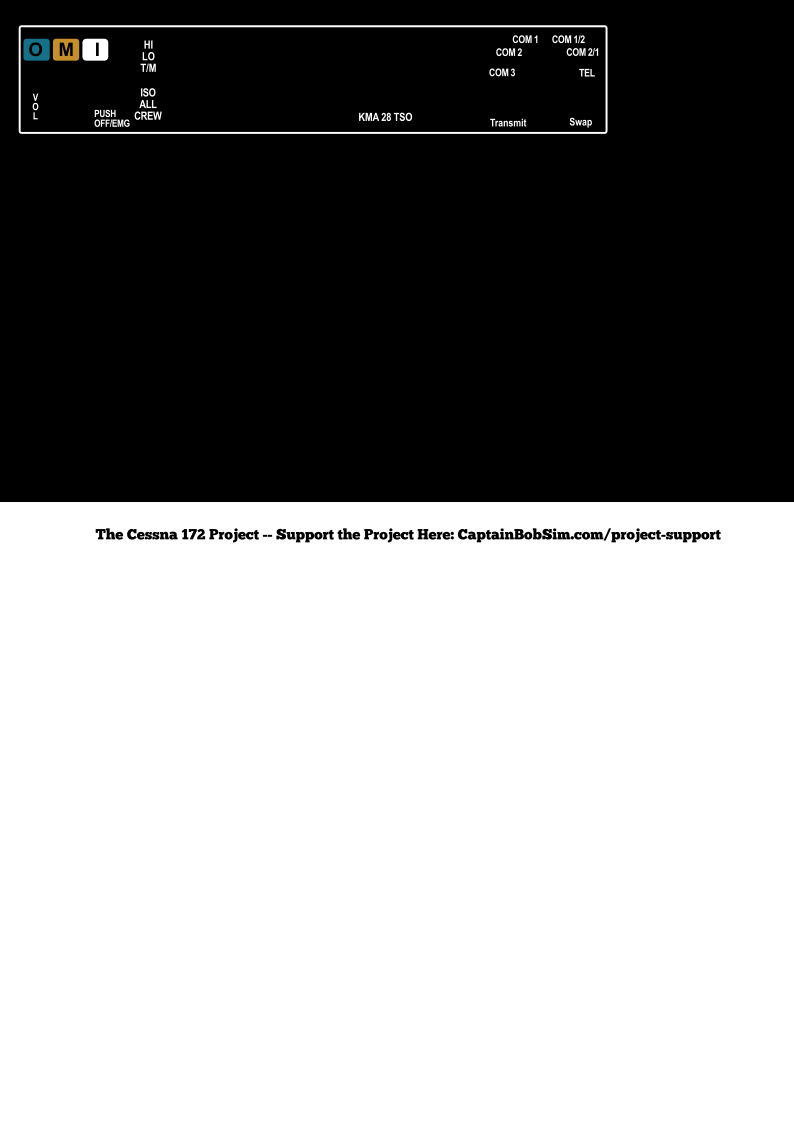 O M I
HI
LO
T/M
COM 1 COM 1/2
COM 2 COM 2/1
COM 3 TEL
V
O
L
PUSH
OFF/EMG
ISO
ALL
CREW
KMA 28 TSO
Transmit
Swap
The Cessna 172 Project -- Support the Project Here: CaptainBobSim.com/project-support